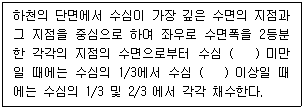 하천의 단면에서 수심이 가장 깊은 수면의 지점과
그 지점을 중심으로 하여 좌우로 수면폭을 2등분
한 각각의 지점의 수면으로부터 수심 (   ) 미만
일 때에는 수심의 1/3에서 수심 (   ) 이상일 때
에는 수심의 1/3 및 2/3 에서 각각 채수한다.